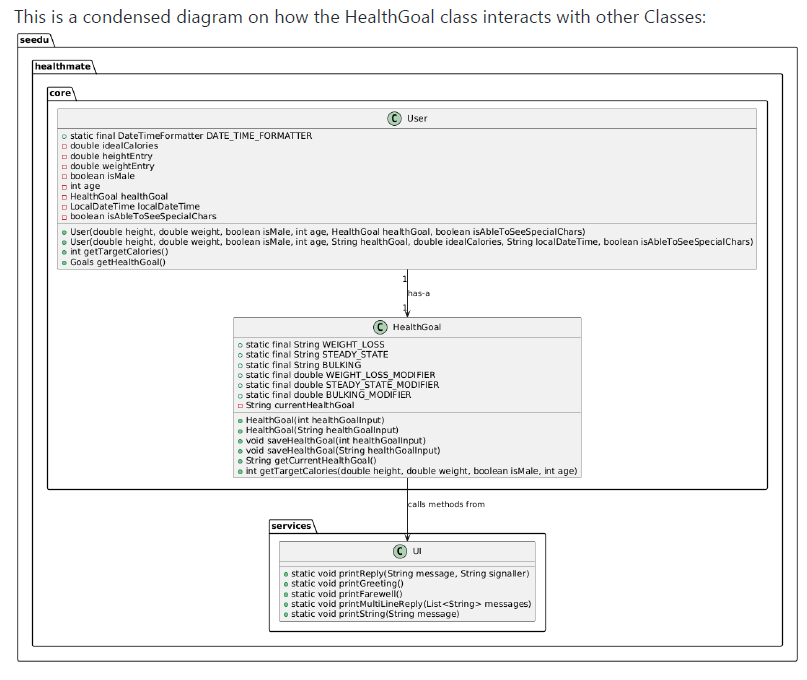 This is a condensed diagram on how the HealthGoal class interacts with other Classes:
seedu
healthmate
core
C User
static final DateTimeFormatter DATE_TIME_FORMATTER
double idealCalories
double heightEntry
double weightEntry
boolean isMale
int age
HealthGoal healthGoal
LocalDateTime localDateTime
boolean isAbleToSeeSpecialChars
User(double height, double weight, boolean isMale, int age, HealthGoal healthGoal, boolean isAbleToSeeSpecialChars)
User(double height, double weight, boolean isMale, int age, String healthGoal, double idealCalories, String localDateTime, boolean isAbleToSeeSpecialChars)
int getTargetCalories()
Goals getHealthGoal()
1
has-a
1
C HealthGoal
static final String WEIGHT_LOSS
static final String STEADY_STATE
static final String BULKING
static final double WEIGHT_LOSS_MODIFIER
static final double STEADY_STATE_MODIFIER
static final double BULKING_MODIFIER
String currentHealthGoal
HealthGoal(int healthGoalInput)
HealthGoal(String healthGoalInput)
void saveHealthGoal(int healthGoalInput)
void saveHealthGoal(String healthGoalInput)
String getCurrentHealthGoal()
int getTargetCalories(double height, double weight, boolean isMale, int age)
calls methods from
services
C UI
static void printReply(String message, String signaller)
static void printGreeting()
static void printFarewell()
static void printMultiLineReply(List<String> messages)
static void printString(String message)